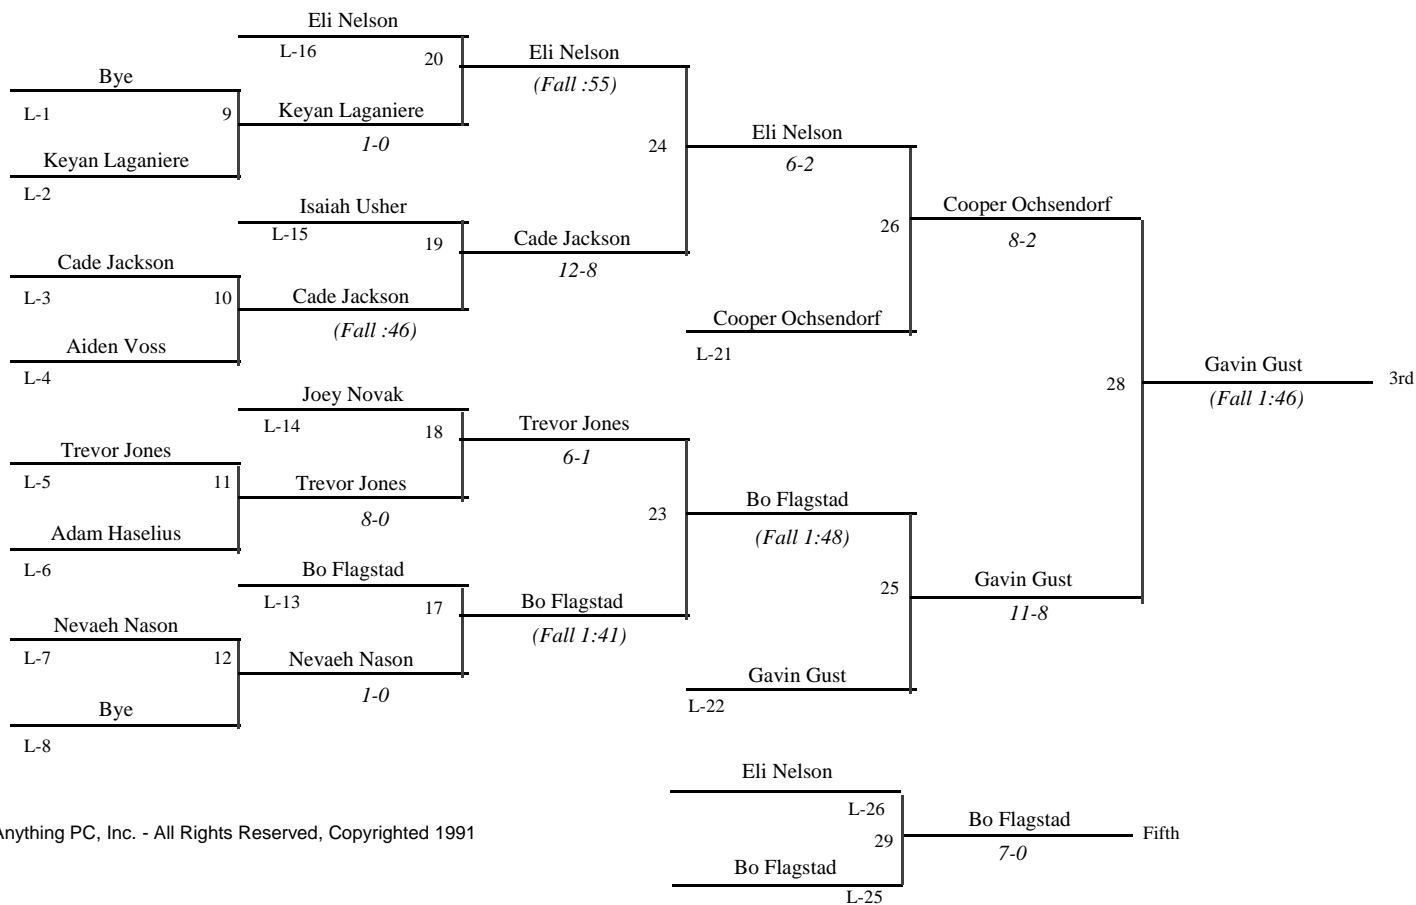 Eli Nelson
L-16
20
Eli Nelson
(Fall :55)
Bye
L-1
9
Keyan Laganiere
1-0
Keyan Laganiere
L-2
24
Eli Nelson
6-2
Isaiah Usher
L-15
19
Cade Jackson
12-8
Cade Jackson
L-3
10
Cade Jackson
(Fall :46)
Aiden Voss
L-4
26
Cooper Ochsendorf
8-2
Cooper Ochsendorf
L-21
Joey Novak
L-14
18
Trevor Jones
6-1
Trevor Jones
L-5
11
Trevor Jones
8-0
Adam Haselius
L-6
28
Gavin Gust
(Fall 1:46)
3rd
23
Bo Flagstad
(Fall 1:48)
Bo Flagstad
L-13
17
Bo Flagstad
(Fall 1:41)
Nevaeh Nason
L-7
12
Nevaeh Nason
1-0
Bye
L-8
25
Gavin Gust
11-8
Gavin Gust
L-22
Eli Nelson
L-26
29
Bo Flagstad
7-0
Fifth
Bo Flagstad
L-25
Anything PC, Inc. - All Rights Reserved, Copyrighted 1991